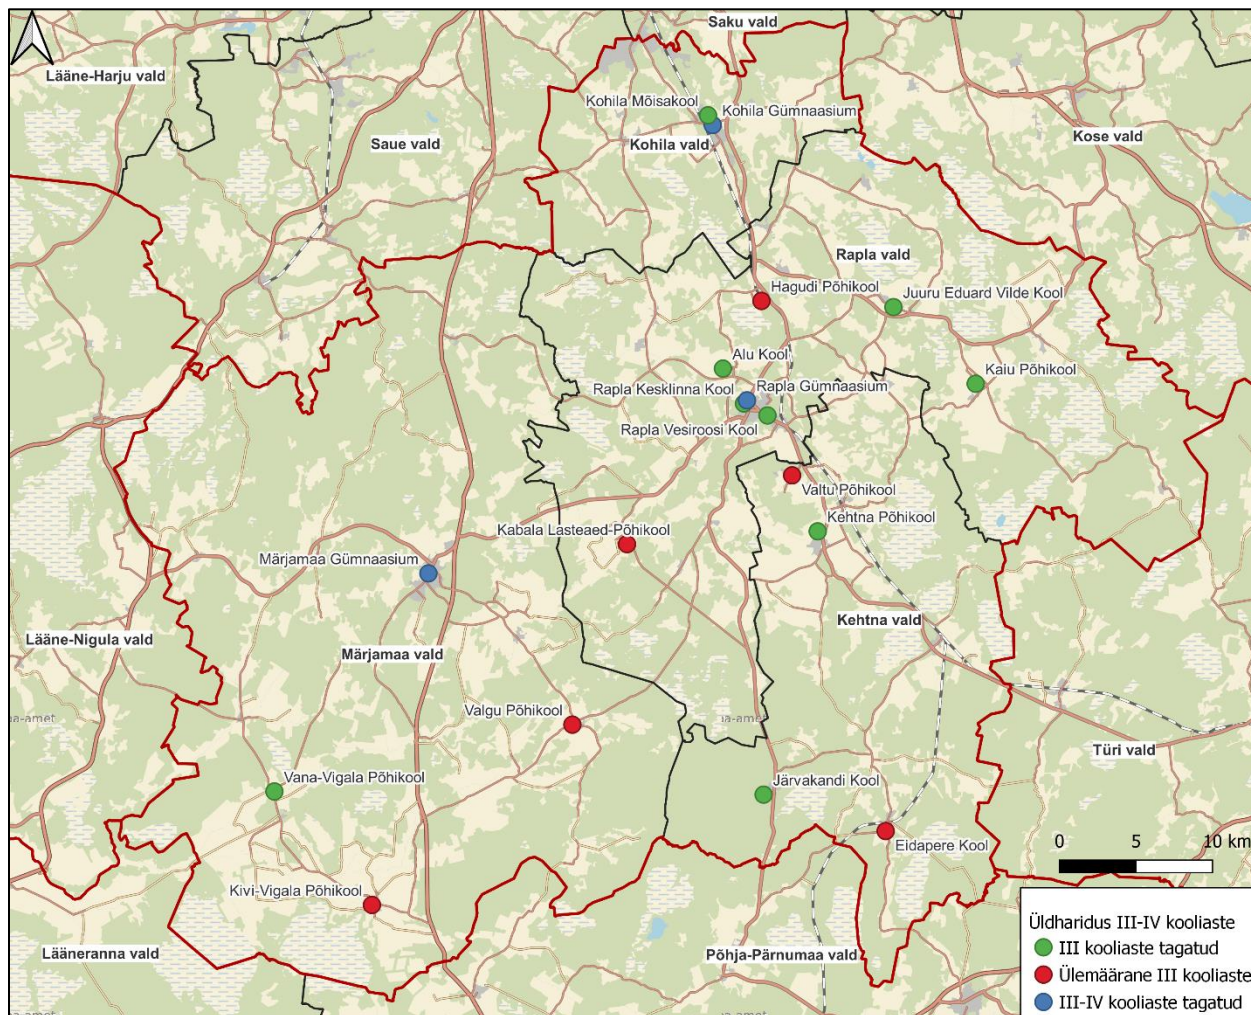 Saku vald
Lääne-Harju vald
Kohila Mõisakool
Kohila Gümnaasium
Kose vald
Saue vald
Kohila vald
Rapla vald
Hagudi Põhikool
Juuru Eduard Vilde Kool
Alu Kool
Kaiu Põhikool
Rapla Kesklinna Kool
Rapla Gümnaasium
Rapla Vesiroosi Kool
Valtu Põhikool
Kabala Lasteaed-Põhikool
Kehtna Põhikool
Märjamaa Gümnaasium
Kehtna vald
Lääne-Nigula vald
Märjamaa vald
Valgu Põhikool
ɪa-amet
ɪa-amet
Türi vald
Vana-Vigala Põhikool
Järvakandi Kool
0 5 10 km
Eidapere Kool
Kivi-Vigala Põhikool
Lääneranna vald
Põhja-Pärnumaa vald
Üldharidus III-IV kooliaste
III kooliaste tagatud
Ülemäärane III kooliaste
III-IV kooliaste tagatud